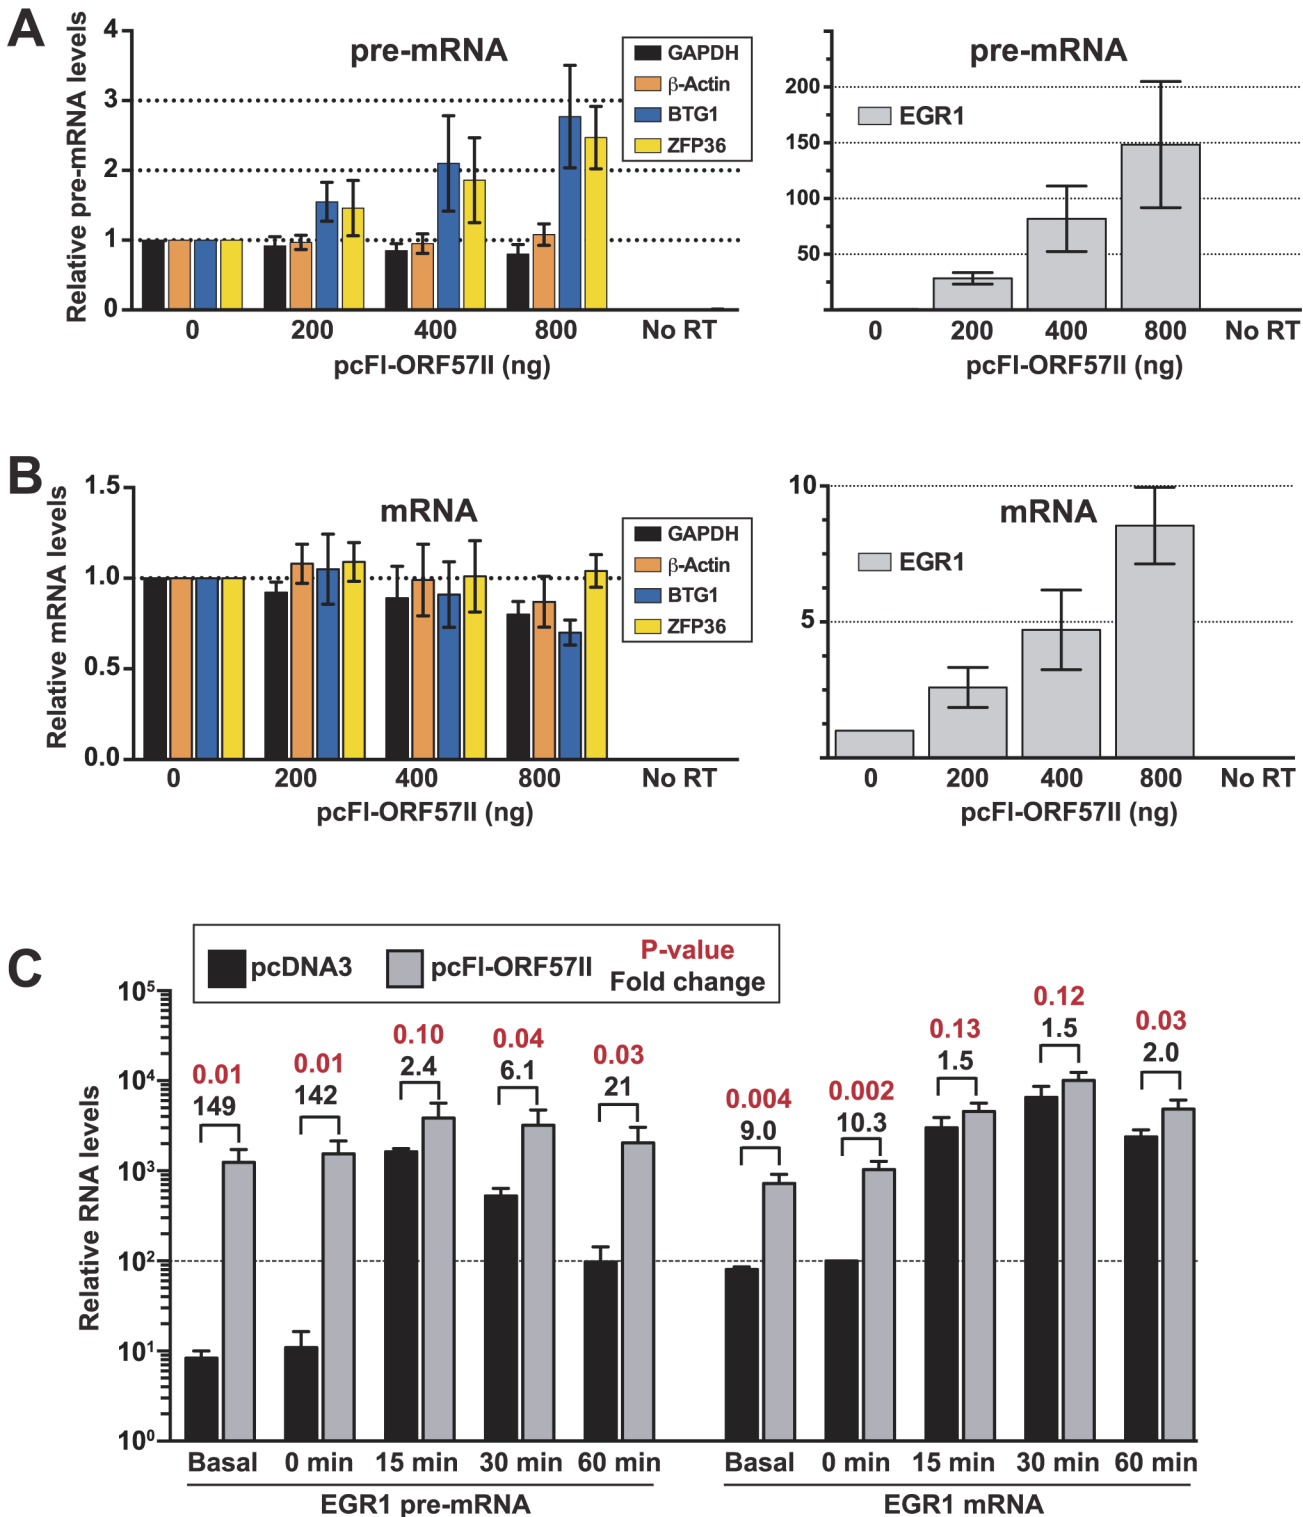 A
Relative pre-mRNA levels
4
3
2
1
0
pre-mRNA
GAPDH
β-Actin
BTG1
ZFP36
0 200 400 800 No RT
pcFl-ORF57II (ng)
200
150
100
50
pre-mRNA
EGR1
0 200 400 800 No RT
pcFl-ORF57II (ng)
B
Relative mRNA levels
1.5
1.0
0.5
0.0
mRNA
GAPDH
β-Actin
BTG1
ZFP36
0 200 400 800 No RT
pcFl-ORF57II (ng)
10
5
mRNA
EGR1
0 200 400 800 No RT
pcFl-ORF57II (ng)
C
pcDNA3 pcFl-ORF57II P-value
Fold change
Relative RNA levels
10⁵
10⁴
10³
10²
10¹
10⁰
0.01
149
0.01
142
0.10
2.4
0.04
6.1
0.03
21
0.004
9.0
0.002
10.3
0.13
1.5
0.12
1.5
0.03
2.0
Basal 0 min 15 min 30 min 60 min Basal 0 min 15 min 30 min 60 min
EGR1 pre-mRNA EGR1 mRNA